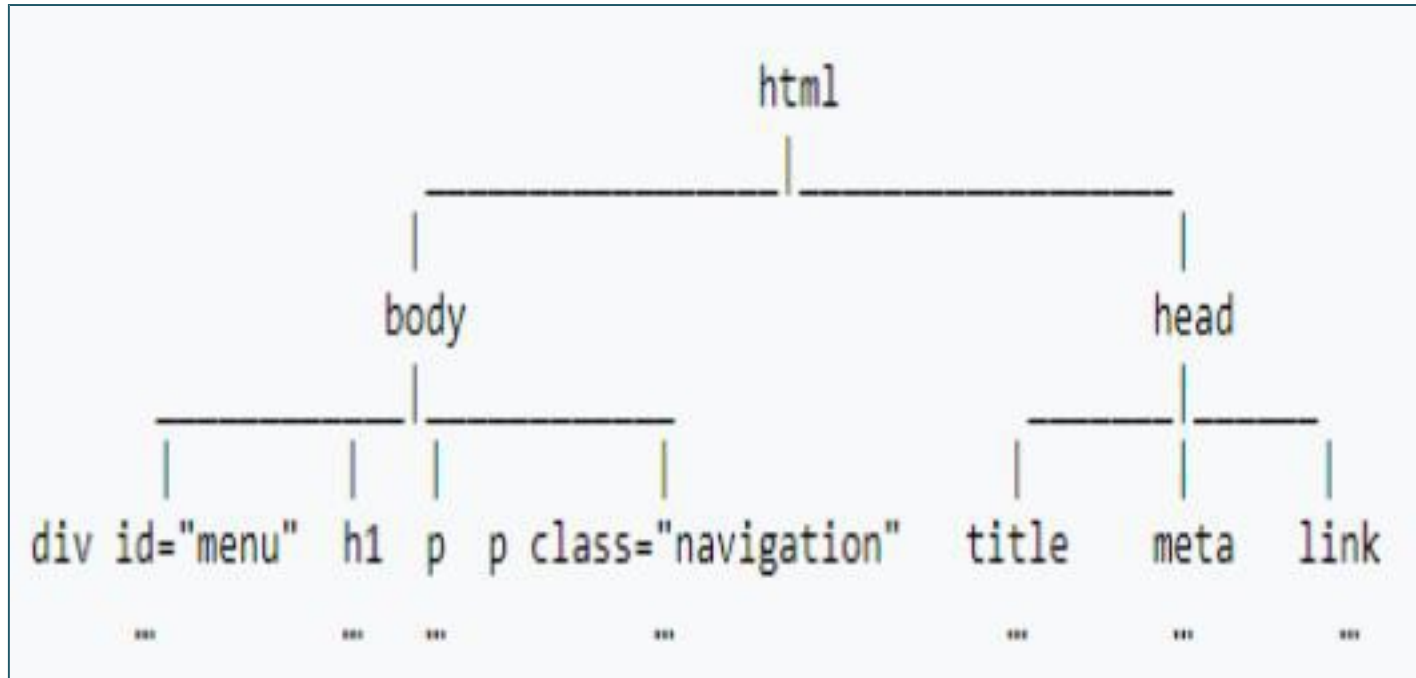 html
body head
div id="menu" h1 p p class="navigation" title meta link
... ... ... ... ... ... ...